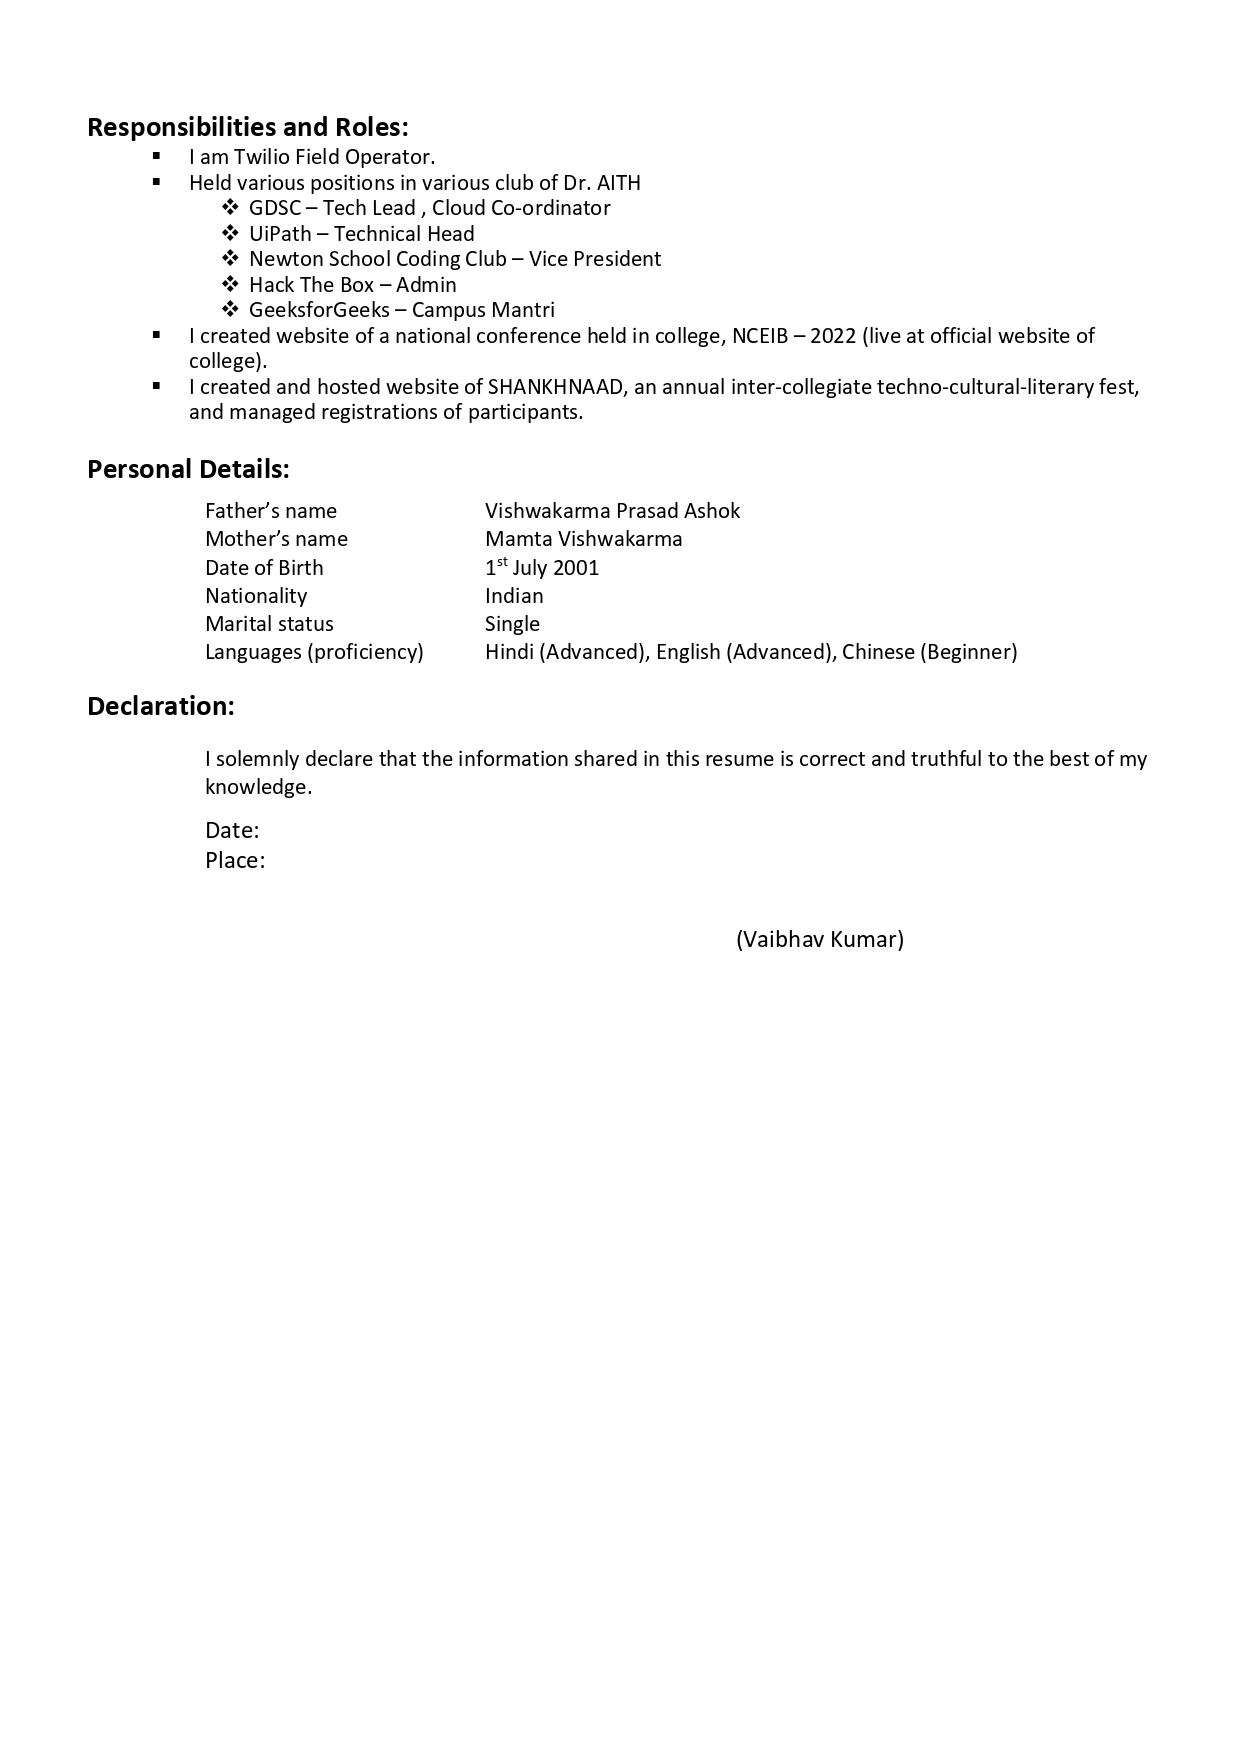 Responsibilities and Roles:
▪ I am Twilio Field Operator.
▪ Held various positions in various club of Dr. AITH
❖ GDSC – Tech Lead , Cloud Co-ordinator
❖ UiPath – Technical Head
❖ Newton School Coding Club – Vice President
❖ Hack The Box – Admin
❖ GeeksforGeeks – Campus Mantri
▪ I created website of a national conference held in college, NCEIB – 2022 (live at official website of
college).
▪ I created and hosted website of SHANKHNAAD, an annual inter-collegiate techno-cultural-literary fest,
and managed registrations of participants.
Personal Details:
Father’s name Vishwakarma Prasad Ashok
Mother’s name Mamta Vishwakarma
Date of Birth 1st July 2001
Nationality Indian
Marital status Single
Languages (proficiency) Hindi (Advanced), English (Advanced), Chinese (Beginner)
Declaration:
I solemnly declare that the information shared in this resume is correct and truthful to the best of my
knowledge.
Date:
Place:
(Vaibhav Kumar)